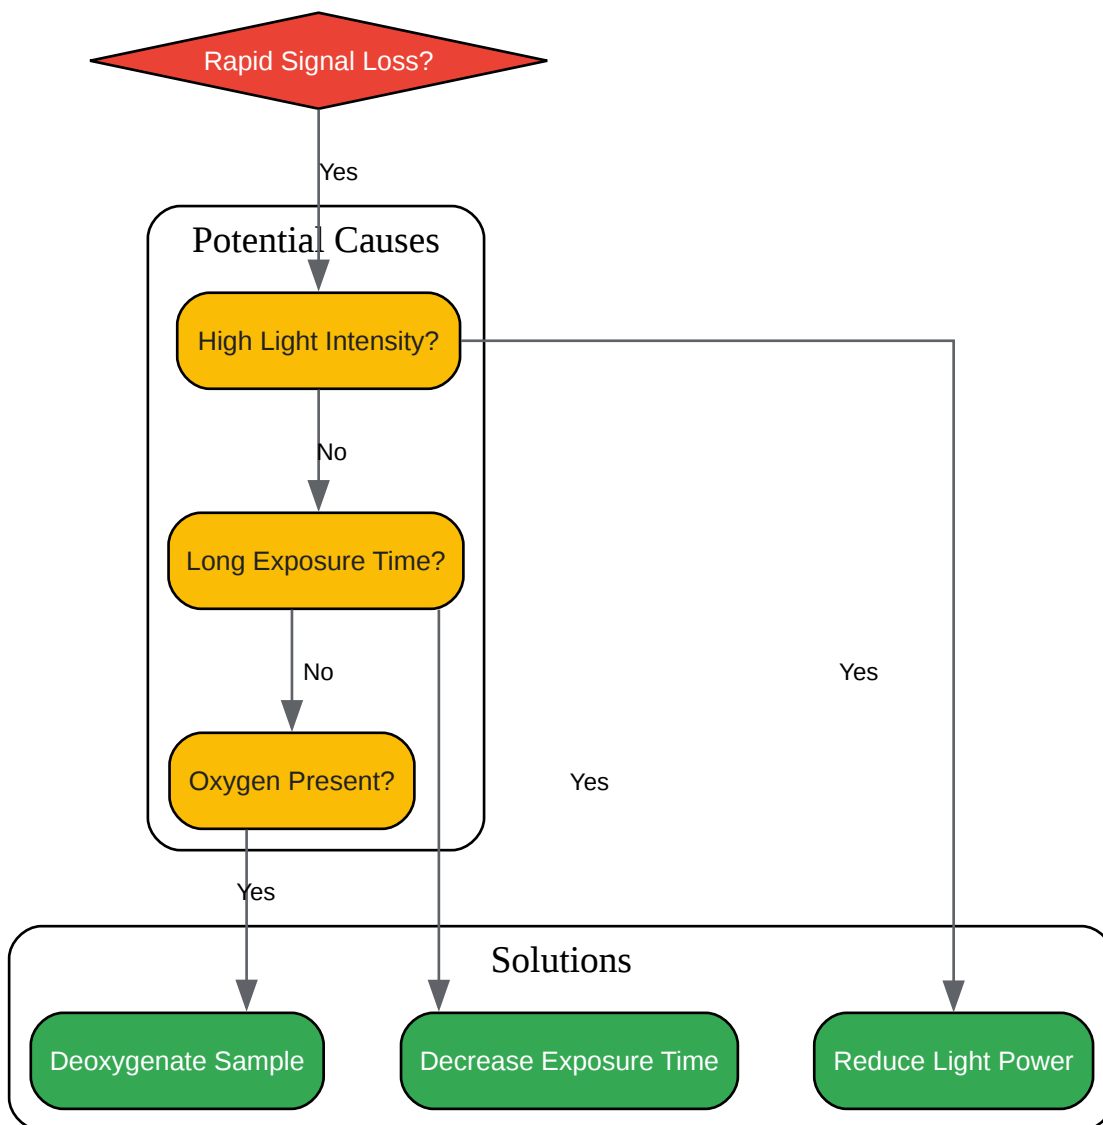 Rapid Signal Loss?
Yes
Potential Causes
High Light Intensity?
No
Long Exposure Time?
No
Yes
Oxygen Present?
Yes
Yes
Solutions
Deoxygenate Sample
Decrease Exposure Time
Reduce Light Power